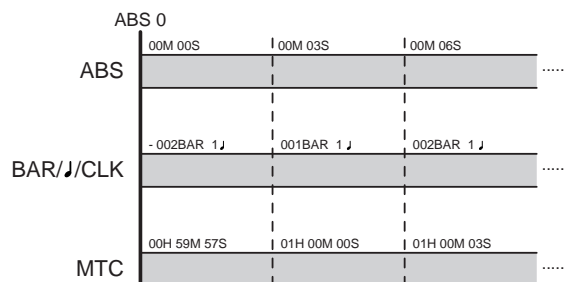 ABS 0
00M 00S 00M 03S 00M 06S
ABS .....
- 002BAR 1♩ 001BAR 1♩ 002BAR 1♩
BAR/♩/CLK .....
00H 59M 57S 01H 00M 00S 01H 00M 03S
MTC .....